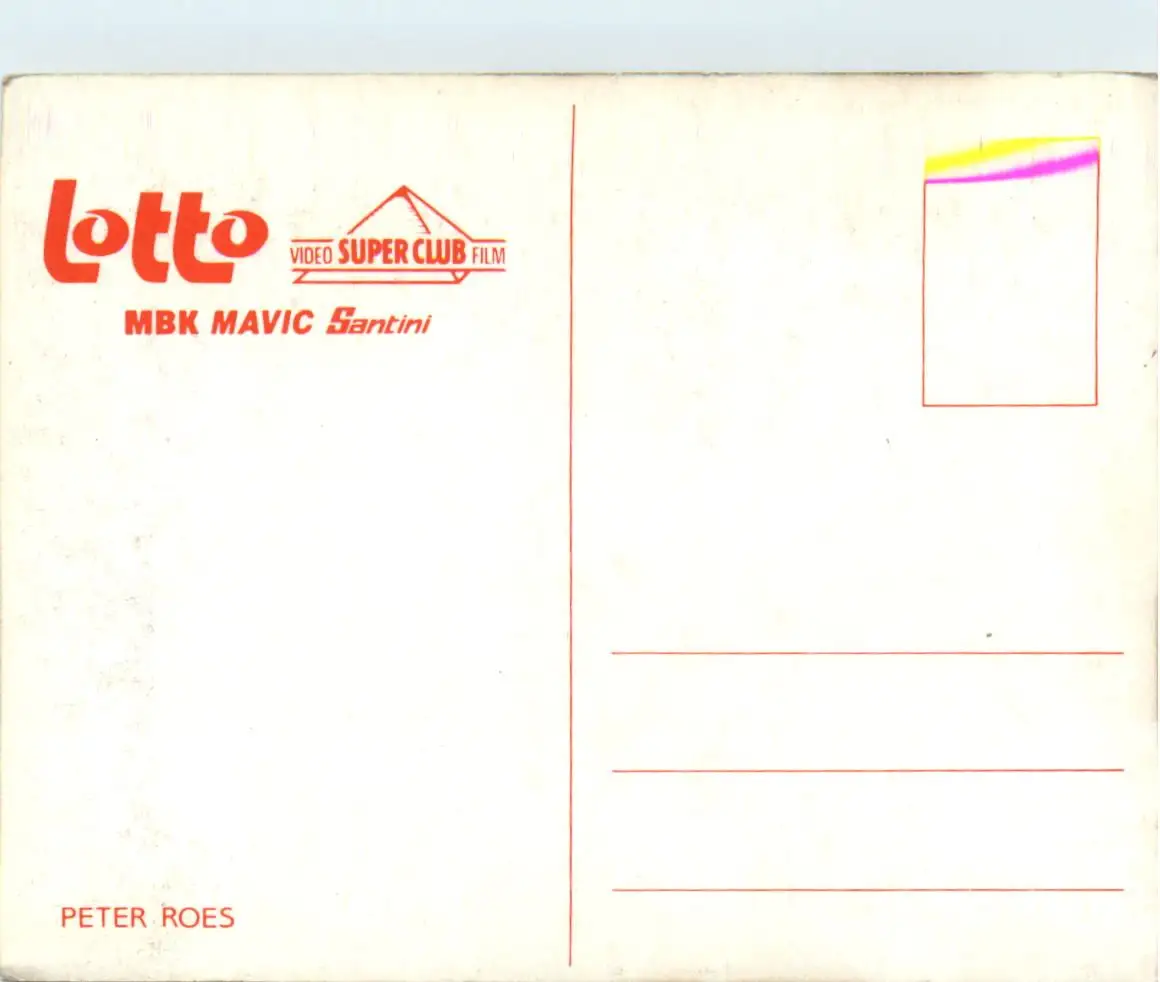 Lotto VIDEO SUPER CLUB FILM
MBK MAVIC Santini
PETER ROES